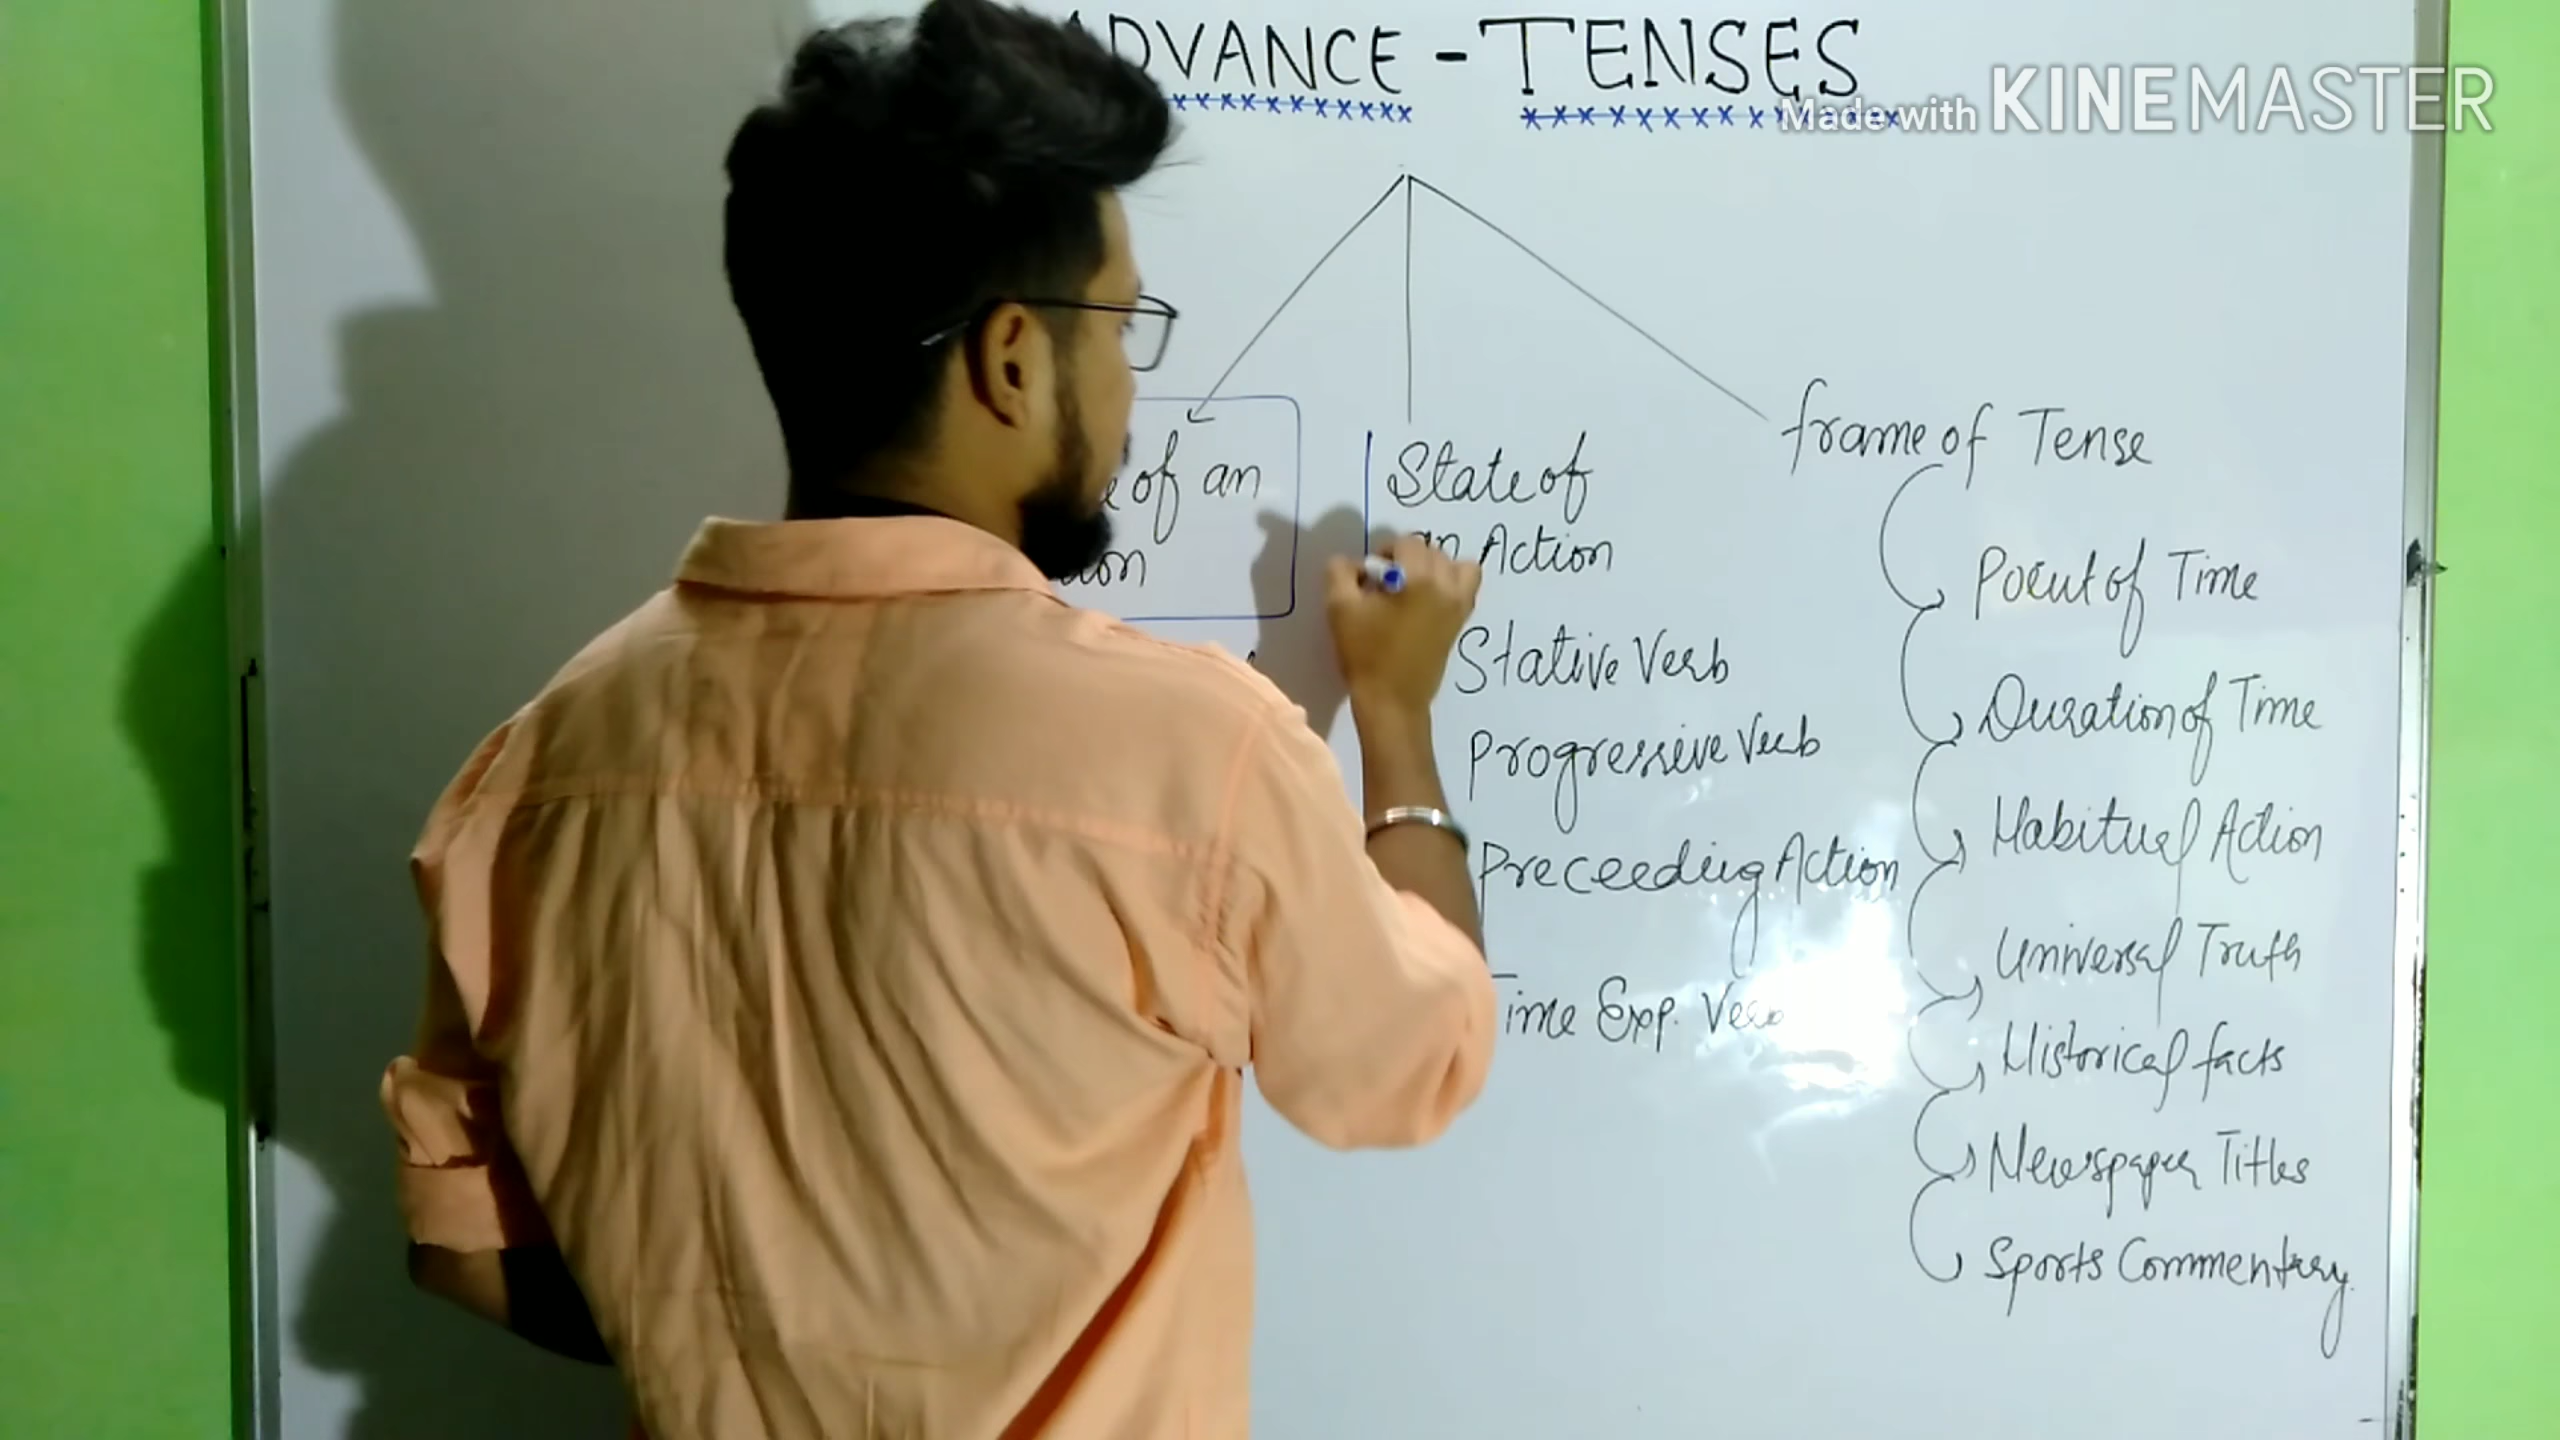 ADVANCE - TENSES
Made with KINEMASTER
of an
State of
an Action
Stative Verb
Progressive Verb
Preceeding Action
Time Exp. Verb
frame of Tense
Point of Time
Duration of Time
Habitual Action
Universal Truth
Historical facts
Newspaper Titles
Sports Commentary.